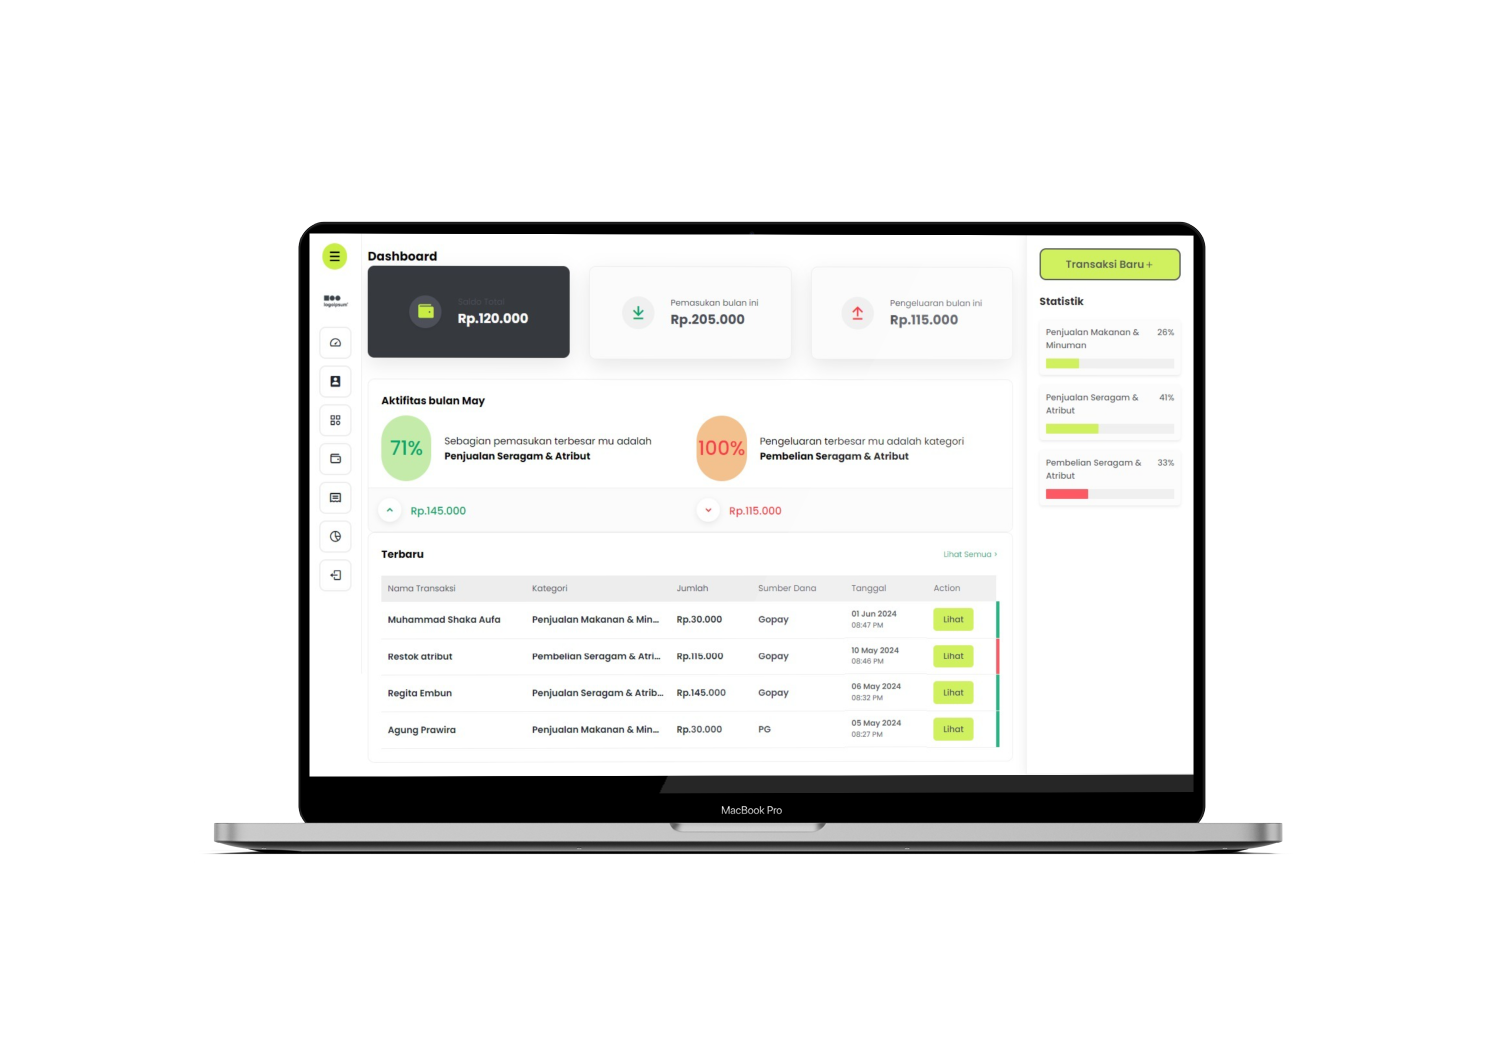 Dashboard
logoipsum
Saldo Total
Rp.120.000
Pemasukan bulan ini
Rp.205.000
Pengeluaran bulan ini
Rp.115.000
Aktifitas bulan May
71%
Sebagian pemasukan terbesar mu adalah
Penjualan Seragam & Atribut
100%
Pengeluaran terbesar mu adalah kategori
Pembelian Seragam & Atribut
Rp.145.000
Rp.115.000
Terbaru
Lihat Semua >
Nama Transaksi Kategori Jumlah Sumber Dana Tanggal Action
Muhammad Shaka Aufa Penjualan Makanan & Min... Rp.30.000 Gopay 01 Jun 2024 Lihat
08:47 PM
Restok atribut Pembelian Seragam & Atri... Rp.115.000 Gopay 10 May 2024 Lihat
08:46 PM
Regita Embun Penjualan Seragam & Atrib... Rp.145.000 Gopay 06 May 2024 Lihat
08:32 PM
Agung Prawira Penjualan Makanan & Min... Rp.30.000 PG 05 May 2024 Lihat
08:27 PM
Transaksi Baru +
Statistik
Penjualan Makanan & 26%
Minuman
Penjualan Seragam & 41%
Atribut
Pembelian Seragam & 33%
Atribut
MacBook Pro